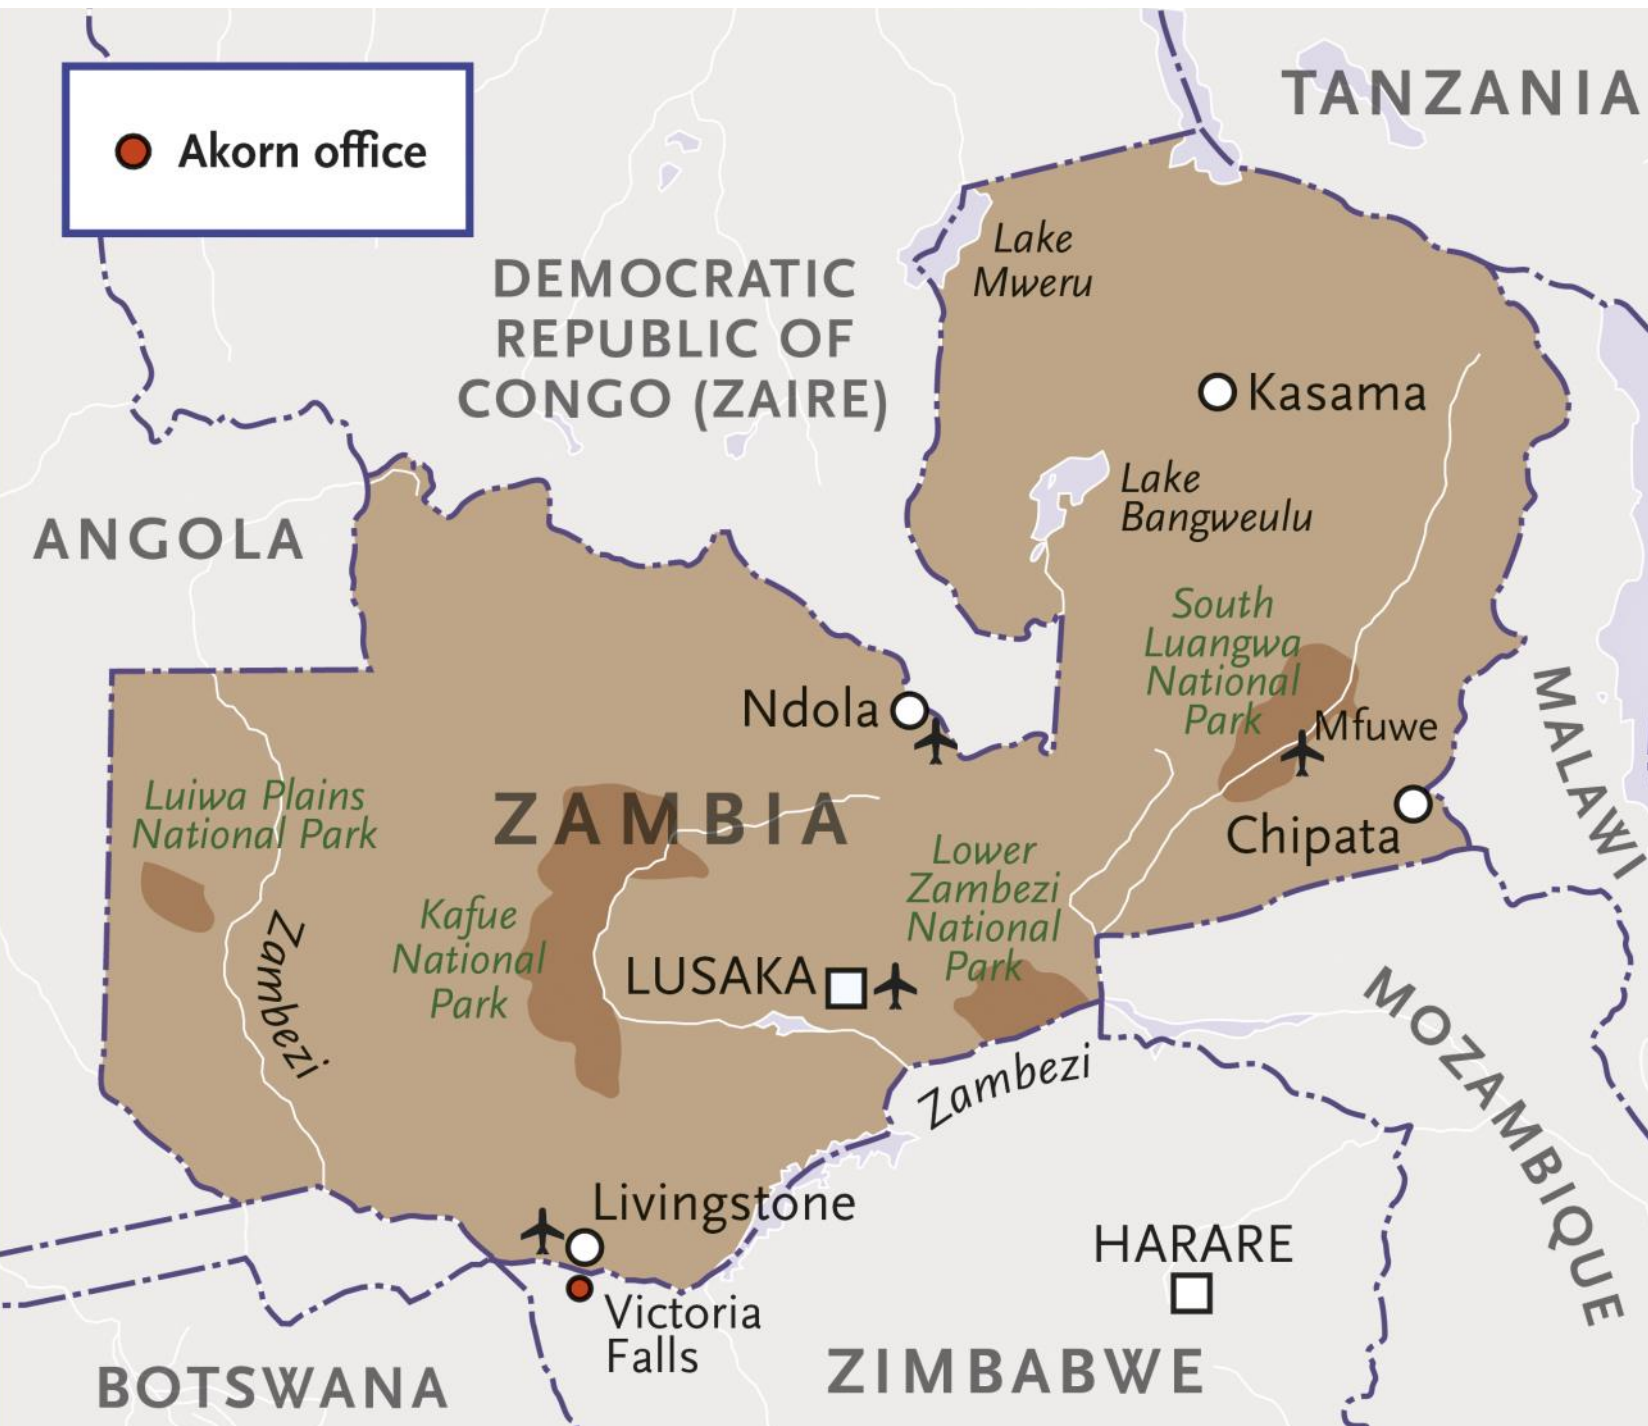 TANZANIA
Akorn office
Lake
Mweru
DEMOCRATIC
REPUBLIC OF
CONGO (ZAIRE)
Kasama
Lake
Bangweulu
ANGOLA
South
Luangwa
National
Park
Ndola
Mfuwe
MALAWI
Luiwa Plains
National Park
ZAMBIA
Chipata
Lower
Zambezi
National
Park
Kafue
National
Park
LUSAKA
Zambezi
Zambezi
MOZAMBIQUE
Livingstone
HARARE
Victoria
Falls
ZIMBABWE
BOTSWANA